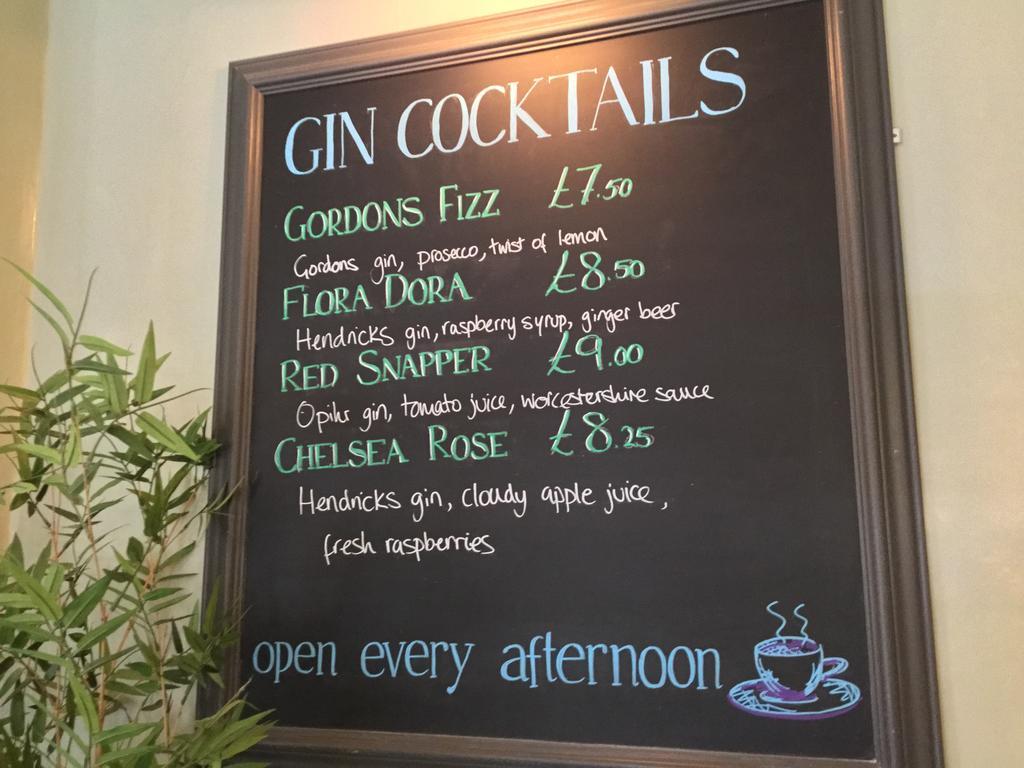 GIN COCKTAILS
GORDONS FIZZ £7.50
Gordons gin, prosecco, twist of lemon
FLORA DORA £8.50
Hendricks gin, raspberry syrup, ginger beer
RED SNAPPER £9.00
Opihr gin, tomato juice, worcestershire sauce
CHELSEA ROSE £8.25
Hendricks gin, cloudy apple juice,
fresh raspberries
open every afternoon